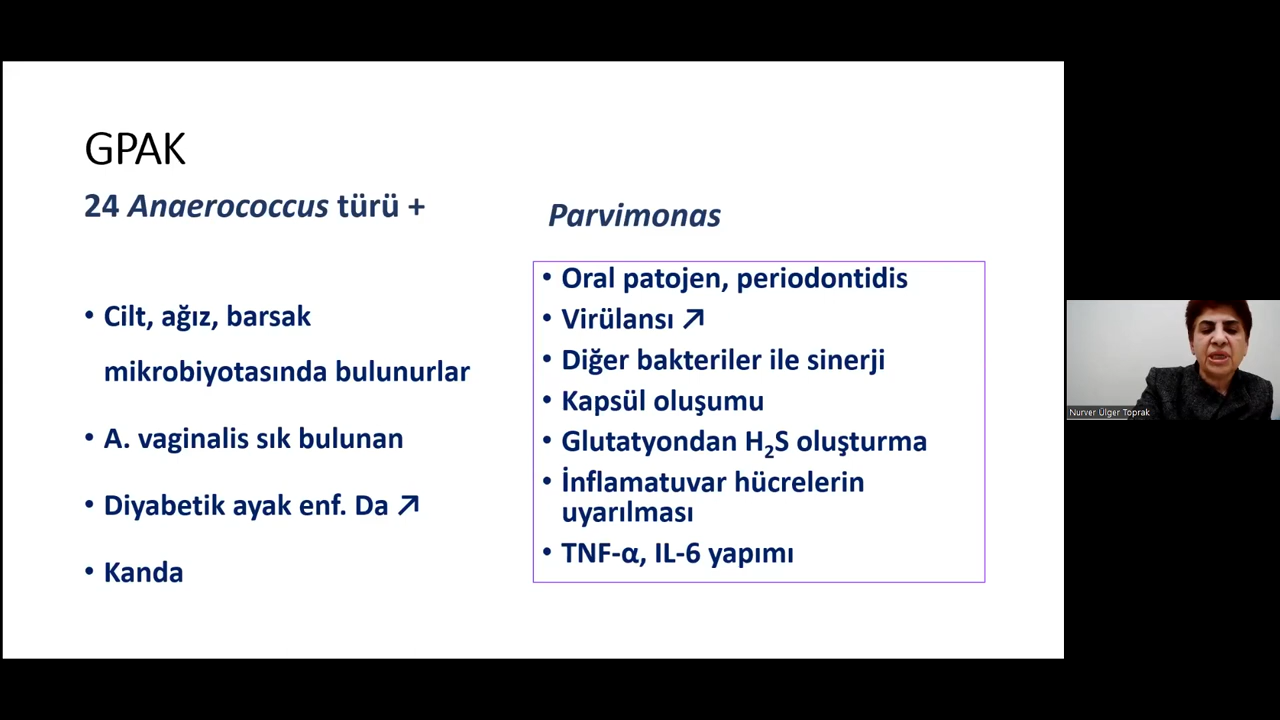 GPAK
24 Anaerococcus türü +
• Cilt, ağız, barsak
mikrobiyotasında bulunurlar
• A. vaginalis sık bulunan
• Diyabetik ayak enf. Da ↗
• Kanda
Parvimonas
• Oral patojen, periodontidis
• Virülansı ↗
• Diğer bakteriler ile sinerji
• Kapsül oluşumu
• Glutatyondan H₂S oluşturma
• İnflamatuvar hücrelerin
uyarılması
• TNF-α, IL-6 yapımı
Nurver Ülger Toprak